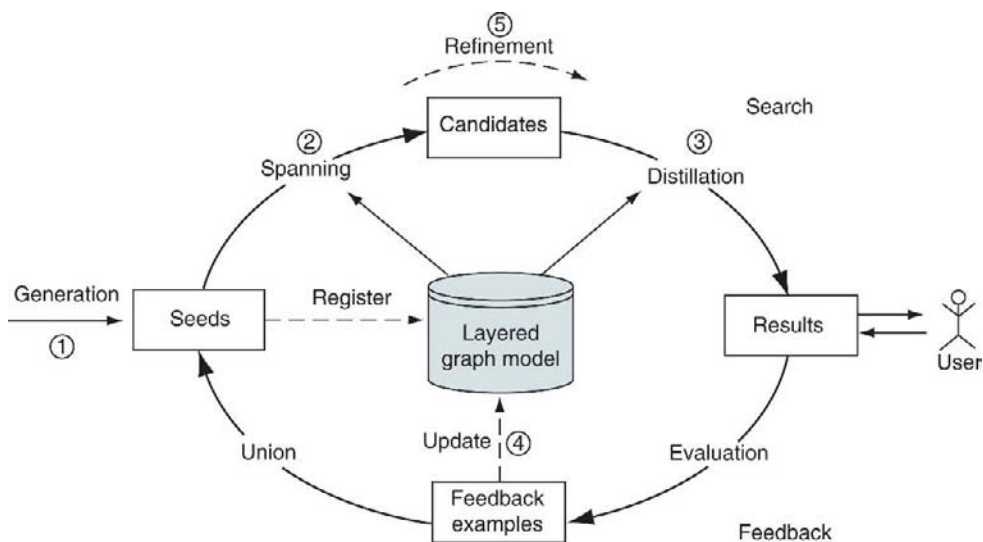 ⑤
Refinement
Search
Candidates
②
Spanning
③
Distillation
Generation
①
Seeds
Register
Layered
graph model
Results
User
Update
④
Union
Evaluation
Feedback
examples
Feedback